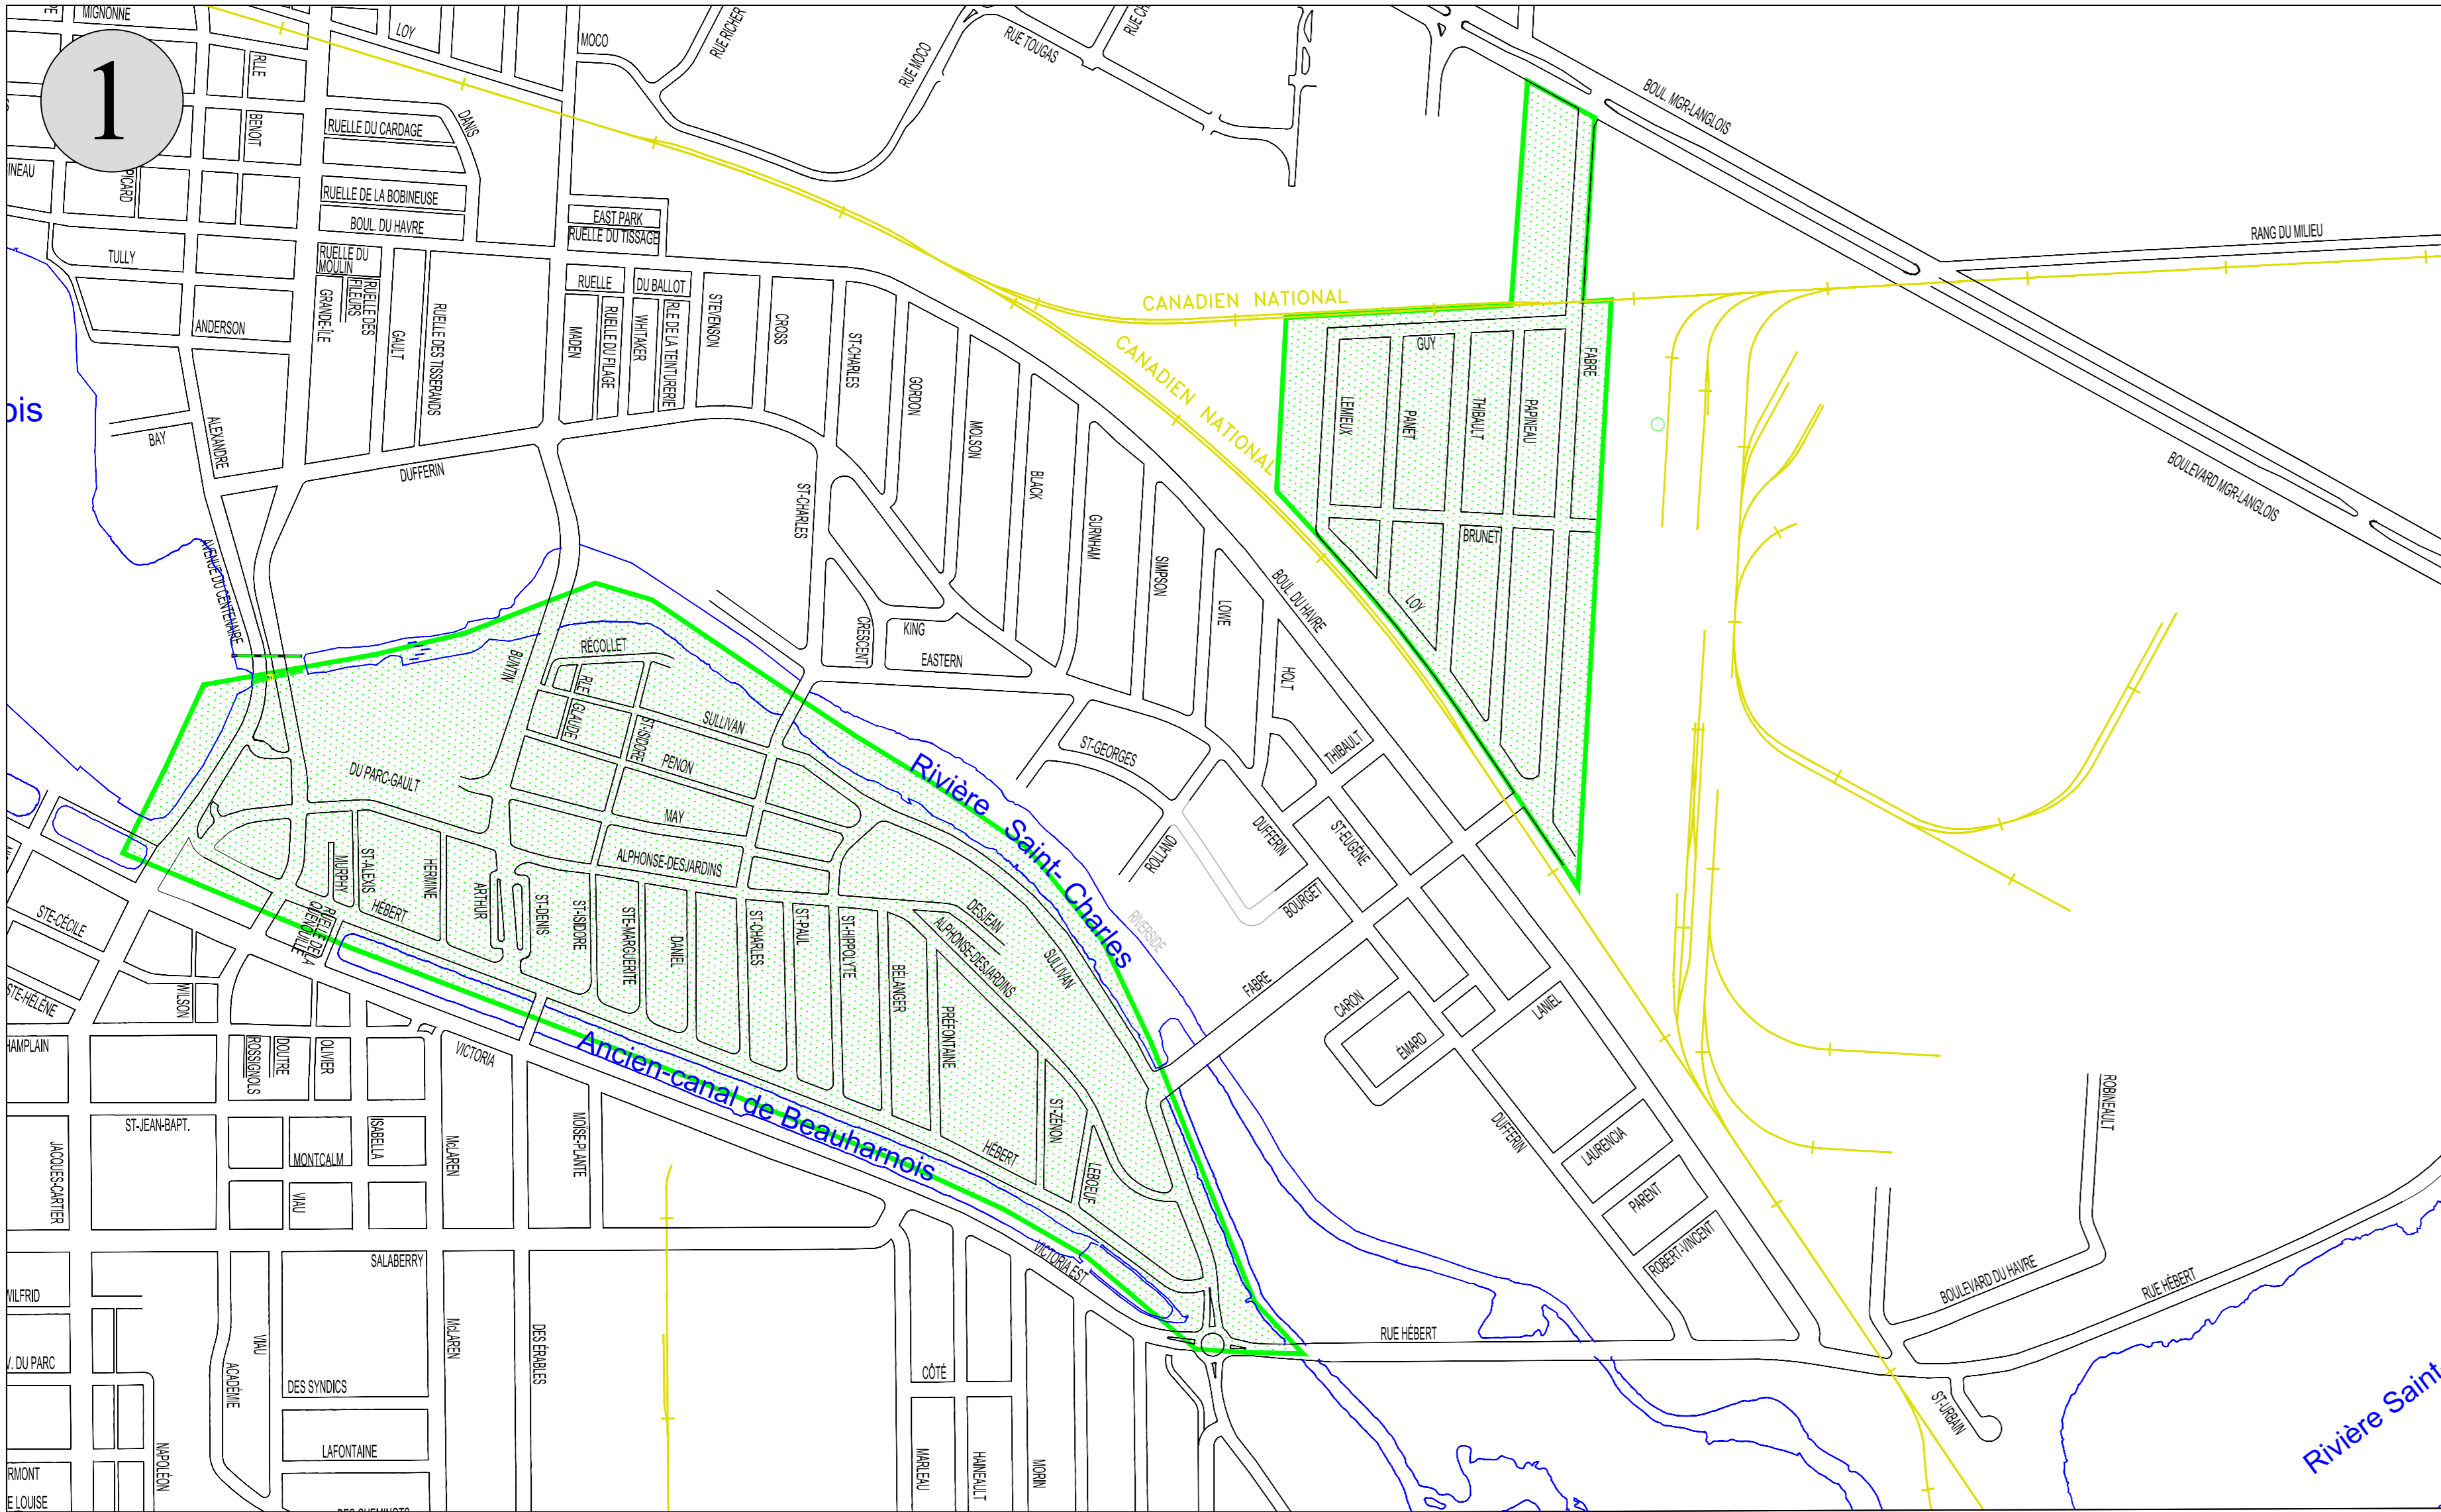 1
MIGNONNE
LOY
MOCO
RUE RICHER
RUE MOCO
RUE TOUGAS
BOUL. MGR-LANGLOIS
RLLE
BENOIT
RUELLE DU CARDAGE
DANIS
INEAU
PICARD
RUELLE DE LA BOBINEUSE
BOUL. DU HAVRE
EAST PARK
RUELLE DU TISSAGE
RANG DU MILIEU
TULLY
RUELLE DU
MOULIN
RUELLE DES
FILEURS
GRANDE-ÎLE
GAULT
RUELLE DES TISSERANDS
RUELLE
DU BALLOT
MADEN
RUELLE DU FILAGE
WHITAKER
RLE DE LA TEINTURERIE
STEVENSON
CROSS
ST-CHARLES
GORDON
MOLSON
BLACK
GURNHAM
SIMPSON
LOWE
HOLT
CANADIEN NATIONAL
CANADIEN NATIONAL
GUY
LEMIEUX
PANET
THIBAULT
PAPINEAU
FABRE
BRUNET
LOY
BOULEVARD MGR-LANGLOIS
ANDERSON
ois
BAY
ALEXANDRE
DUFFERIN
ST-CHARLES
AVENUE DU CENTENAIRE
CRESCENT
KING
EASTERN
BOUL. DU HAVRE
BUNTIN
RÉCOLLET
RLE
GLAUDE
ST-ISIDORE
SULLIVAN
PENON
MAY
DU PARC-GAULT
ALPHONSE-DESJARDINS
ST-GEORGES
THIBAULT
ROLLAND
DUFFERIN
ST-EUGÈNE
BOURGET
Rivière Saint-Charles
RIVERSIDE
MURPHY
ST-ALEXIS
HERMINE
HÉBERT
ARTHUR
ST-DENIS
ST-ISIDORE
STE-MARGUERITE
DANIEL
ST-CHARLES
ST-PAUL
ST-HIPPOLYTE
BÉLANGER
PRÉFONTAINE
DESJEAN
ALPHONSE-DESJARDINS
SULLIVAN
ST-ZÉNON
LEBOEUF
HÉBERT
RUELLE DE LA
QUENOUILLE
STE-CÉCILE
STE-HÉLÈNE
WILSON
VICTORIA
Ancien-canal de Beauharnois
FABRE
CARON
ÉMARD
LANIEL
DUFFERIN
LAURENCIA
PARENT
ROBERT-VINCENT
ROBINEAULT
HAMPLAIN
ROSSIGNOLS
DOUTRE
OLIVIER
ST-JEAN-BAPT.
ISABELLA
MONTCALM
VIAU
McLAREN
MOÏSE-PLANTE
JACQUES-CARTIER
SALABERRY
VICTORIA EST
RUE HÉBERT
BOULEVARD DU HAVRE
RUE HÉBERT
WILFRID
V. DU PARC
VIAU
ACADÉMIE
McLAREN
DES ÉRABLES
DES SYNDICS
LAFONTAINE
NAPOLÉON
RMONT
E LOUISE
CÔTÉ
MARLEAU
HAINEAULT
MORIN
ST-URBAIN
Rivière Saint